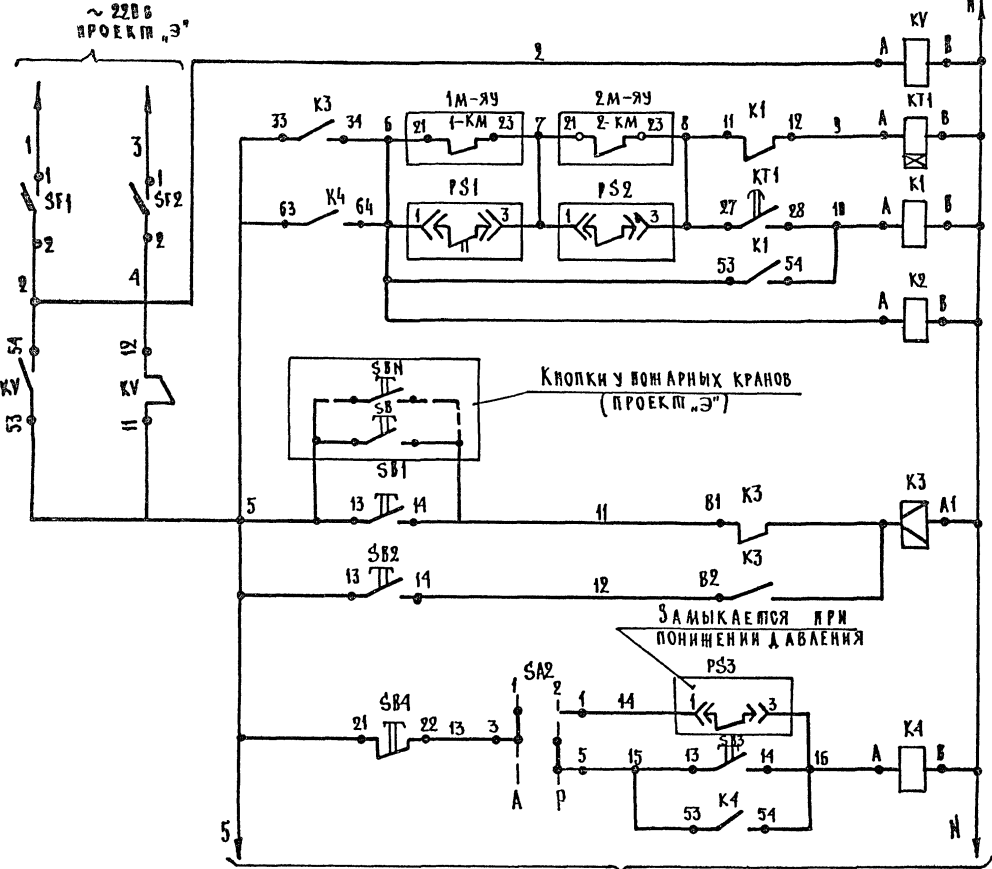 ~ 220 В
ПРОЕКТ „Э"
N
KV
2
A
B
KT1
1М-ЯУ
2М-ЯУ
K3
33
34
6
21
1-КМ
23
7
21
2-КМ
23
8
11
K1
12
9
A
B
1
3
1
SF1
1
SF2
PS1
PS2
KT1
K1
63
K4
64
1
3
1
3
27
28
10
A
Б
2
2
K1
2
4
53
54
K2
A
B
54
12
KV
KV
53
11
SBN
SB
КНОПКИ У ПОЖАРНЫХ КРАНОВ
(ПРОЕКТ „Э")
SB1
5
13
14
11
B1
K3
K3
A1
SB2
K3
13
14
12
B2
ЗАМЫКАЕТСЯ ПРИ
ПОНИЖЕНИИ ДАВЛЕНИЯ
SA2
PS3
1
2
1
14
1
3
SB4
21
22
13
3
SB3
K4
5
15
13
14
16
A
Б
A
P
K4
53
54
5
N